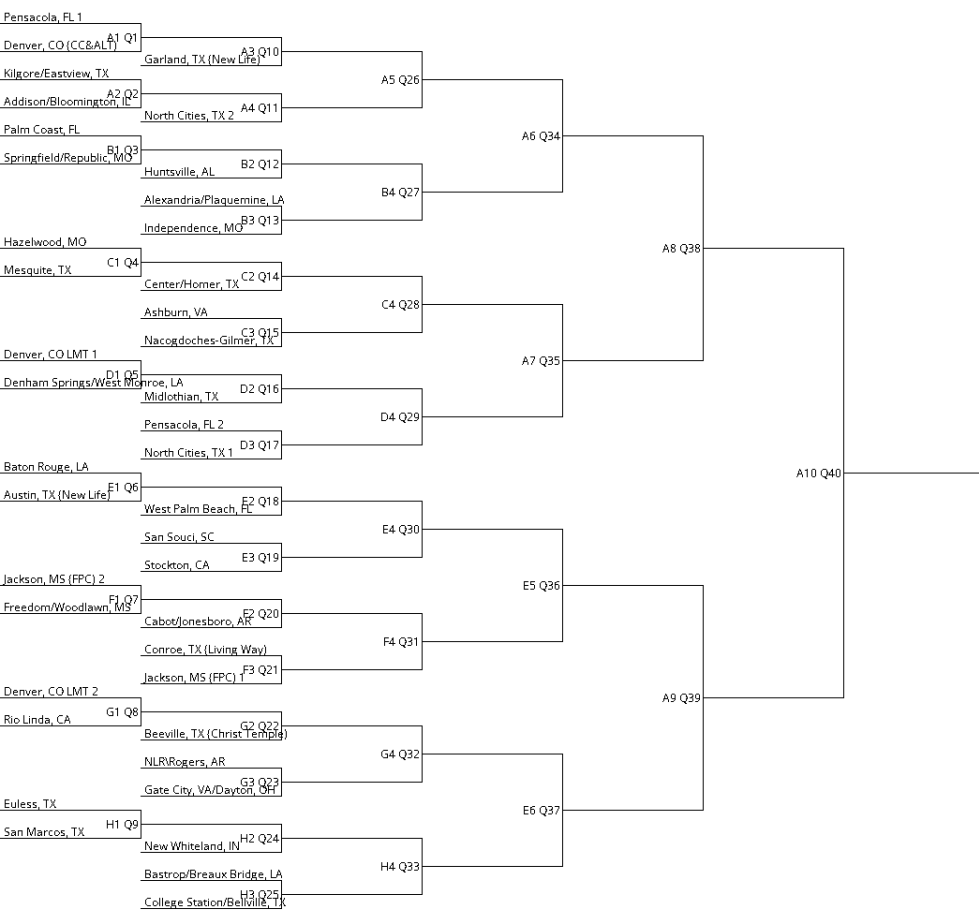 Pensacola, FL 1
A1 Q1
Denver, CO (CC&ALT)
A3 Q10
Garland, TX (New Life)
Kilgore/Eastview, TX
A5 Q26
A2 Q2
Addison/Bloomington, IL
A4 Q11
North Cities, TX 2
Palm Coast, FL
A6 Q34
B1 Q3
Springfield/Republic, MO
B2 Q12
Huntsville, AL
B4 Q27
Alexandria/Plaquemine, LA
B3 Q13
Independence, MO
Hazelwood, MO
A8 Q38
C1 Q4
Mesquite, TX
C2 Q14
Center/Homer, TX
C4 Q28
Ashburn, VA
C3 Q15
Nacogdoches-Gilmer, TX
Denver, CO LMT 1
A7 Q35
D1 Q5
Denham Springs/West Monroe, LA
D2 Q16
Midlothian, TX
D4 Q29
Pensacola, FL 2
D3 Q17
North Cities, TX 1
Baton Rouge, LA
A10 Q40
E1 Q6
Austin, TX (New Life)
E2 Q18
West Palm Beach, FL
E4 Q30
San Souci, SC
E3 Q19
Stockton, CA
Jackson, MS (FPC) 2
E5 Q36
F1 Q7
Freedom/Woodlawn, MS
F2 Q20
Cabot/Jonesboro, AR
F4 Q31
Conroe, TX (Living Way)
F3 Q21
Jackson, MS (FPC) 1
Denver, CO LMT 2
A9 Q39
G1 Q8
Rio Linda, CA
G2 Q22
Beeville, TX (Christ Temple)
G4 Q32
NLR\Rogers, AR
G3 Q23
Gate City, VA/Dayton, OH
Euless, TX
E6 Q37
H1 Q9
San Marcos, TX
H2 Q24
New Whiteland, IN
H4 Q33
Bastrop/Breaux Bridge, LA
H3 Q25
College Station/Bellville, TX